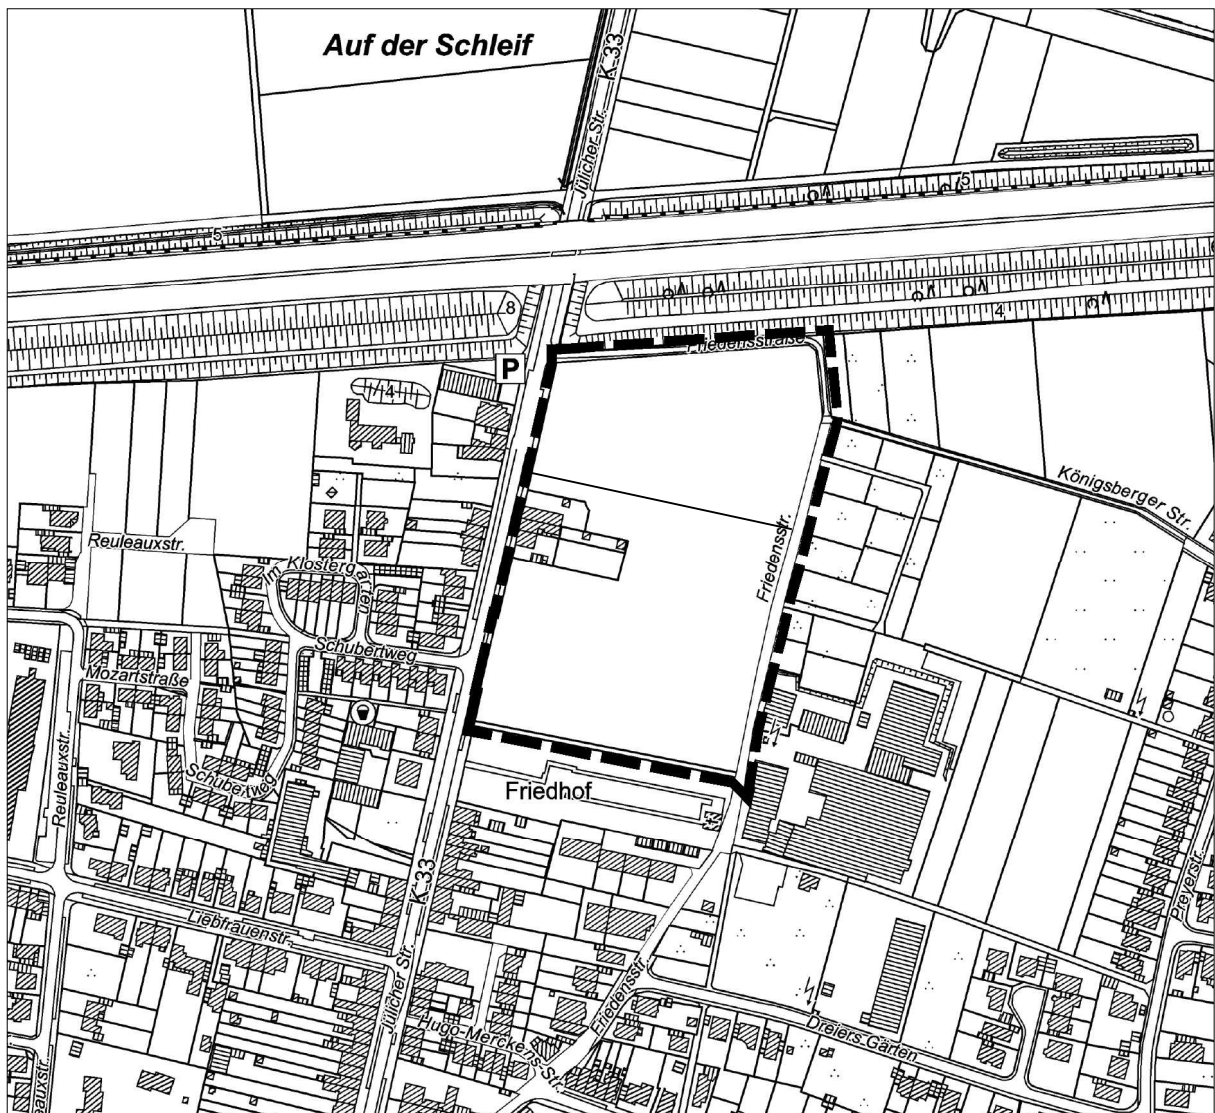 Auf der Schleif
K 33
Jülicher Str.
5
5
8
4
Friedensstraße
P
4
Königsberger Str.
Friedensstr.
Reuleauxstr.
Im Klostergarten
Schubertweg
Mozartstraße
Reuleauxstr.
Schubertweg
Friedhof
K 33
Preyerstr.
Liebfrauenstr.
Jülicher Str.
Friedensstr.
Hugo-Merckens-Str.
Dreiers Gärten
eauxstr.